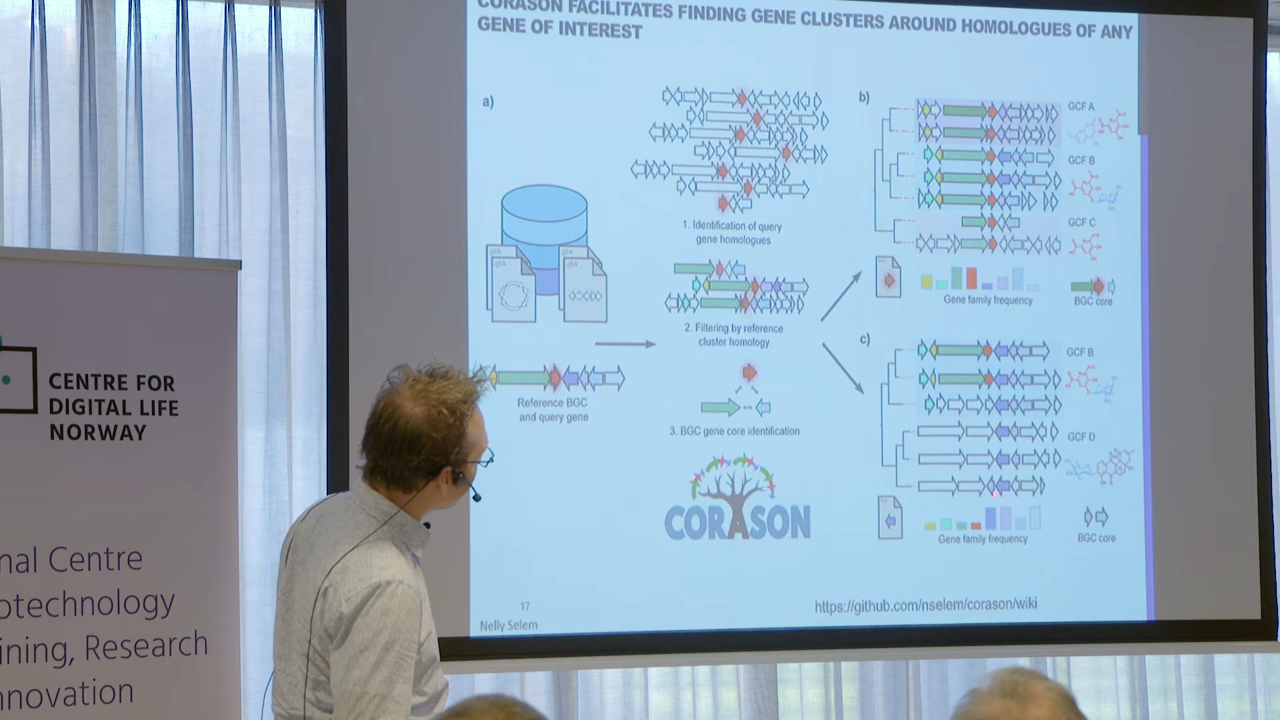 CORASON FACILITATES FINDING GENE CLUSTERS AROUND HOMOLOGUES OF ANY
GENE OF INTEREST
a)
1. Identification of query
gene homologues
2. Filtering by reference
cluster homology
3. BGC gene core identification
Reference BGC
and query gene
CORASON
b)
GCF A
GCF B
GCF C
Gene family frequency
BGC core
c)
GCF B
GCF D
Gene family frequency
BGC core
17
Nelly Selem
https://github.com/nselem/corason/wiki
CENTRE FOR
DIGITAL LIFE
NORWAY
nal Centre
otechnology
ining, Research
nnovation